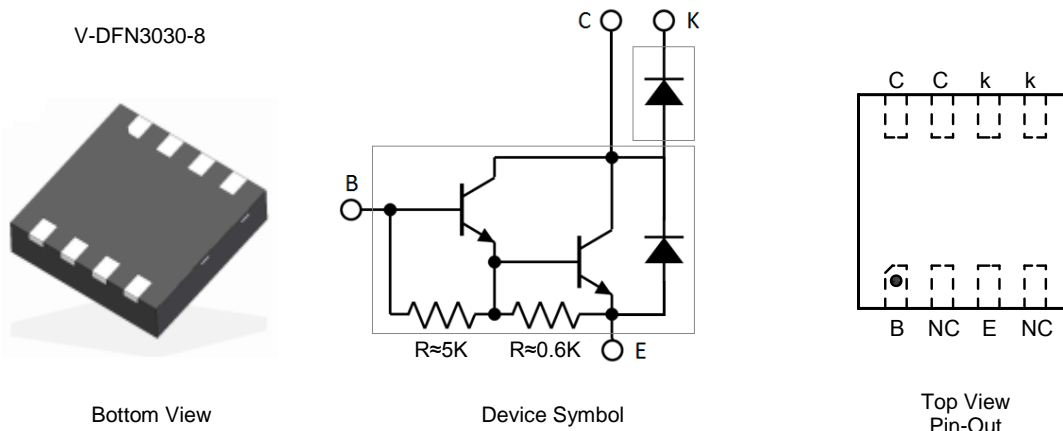 V-DFN3030-8
C K
B
R≈5K R≈0.6K
E
C C k k
B NC E NC
Bottom View
Device Symbol
Top View
Pin-Out